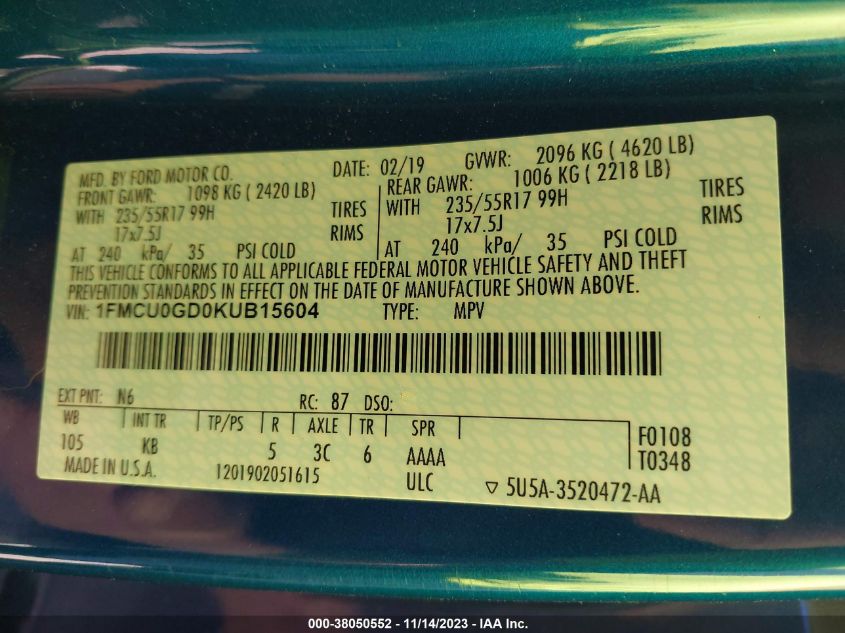 MFD. BY FORD MOTOR CO. DATE: 02/19 GVWR: 2096 KG ( 4620 LB)
FRONT GAWR: 1098 KG ( 2420 LB) REAR GAWR: 1006 KG ( 2218 LB)
WITH 235/55R17 99H TIRES WITH 235/55R17 99H TIRES
17x7.5J RIMS 17x7.5J RIMS
AT 240 kPa/ 35 PSI COLD AT 240 kPa/ 35 PSI COLD
THIS VEHICLE CONFORMS TO ALL APPLICABLE FEDERAL MOTOR VEHICLE SAFETY AND THEFT
PREVENTION STANDARDS IN EFFECT ON THE DATE OF MANUFACTURE SHOWN ABOVE.
VIN: 1FMCU0GD0KUB15604 TYPE: MPV
EXT PNT: N6 RC: 87 DSO:
WB INT TR TP/PS R AXLE TR SPR
105 KB 5 3C 6 AAAA F0108
T0348
MADE IN U.S.A. 1201902051615 ULC ▽ 5U5A-3520472-AA
000-38050552 - 11/14/2023 - IAA Inc.